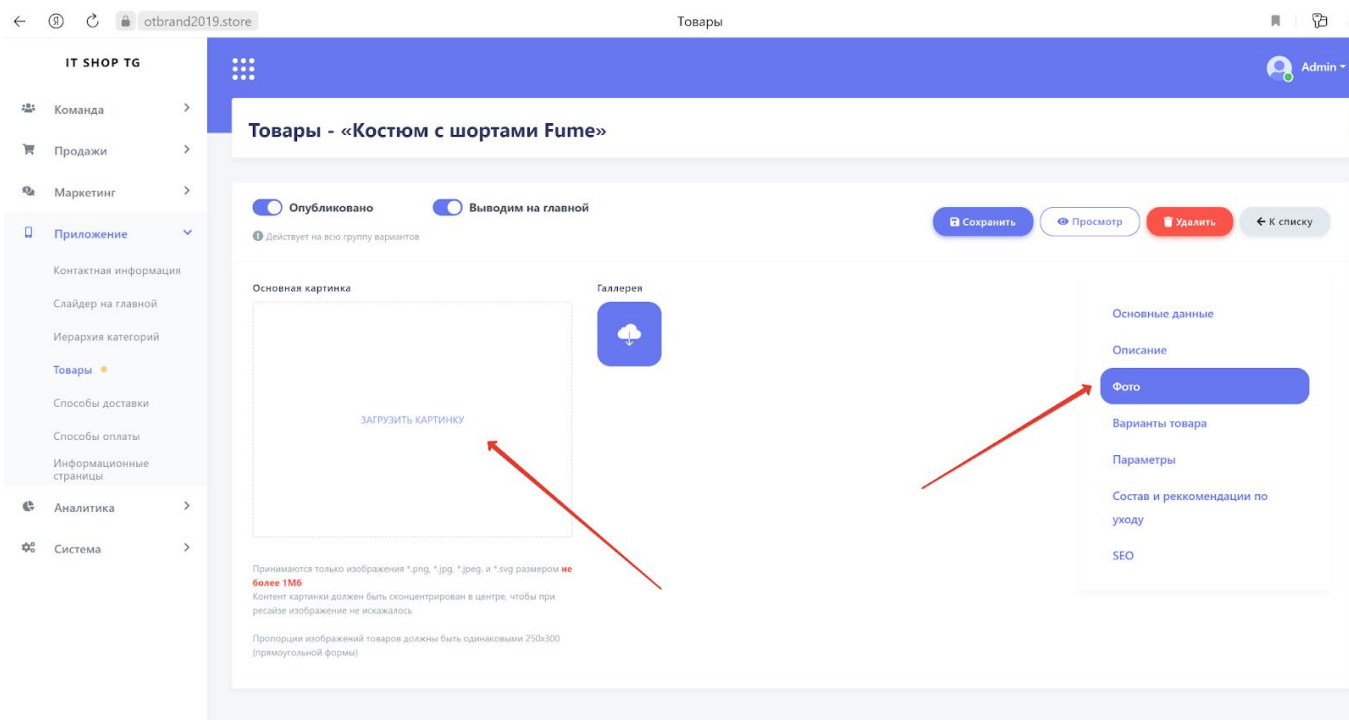 otbrand2019.store
Товары
IT SHOP TG
Admin
Команда
Продажи
Маркетинг
Приложение
Контактная информация
Слайдер на главной
Иерархия категорий
Товары
Способы доставки
Способы оплаты
Информационные
страницы
Аналитика
Система
Товары - «Костюм с шортами Fume»
Опубликовано
Выводим на главной
Действует на всю группу вариантов
Сохранить
Просмотр
Удалить
К списку
Основная картинка
Галлерея
ЗАГРУЗИТЬ КАРТИНКУ
Принимаются только изображения *.png, *.jpg, *.jpeg, и *.svg размером не
более 1Мб
Контент картинки должен быть сконцентрирован в центре, чтобы при
ресайзе изображение не искажалось
Пропорции изображений товаров должны быть одинаковыми 250x300
(прямоугольной формы)
Основные данные
Описание
Фото
Варианты товара
Параметры
Состав и реккомендации по
уходу
SEO